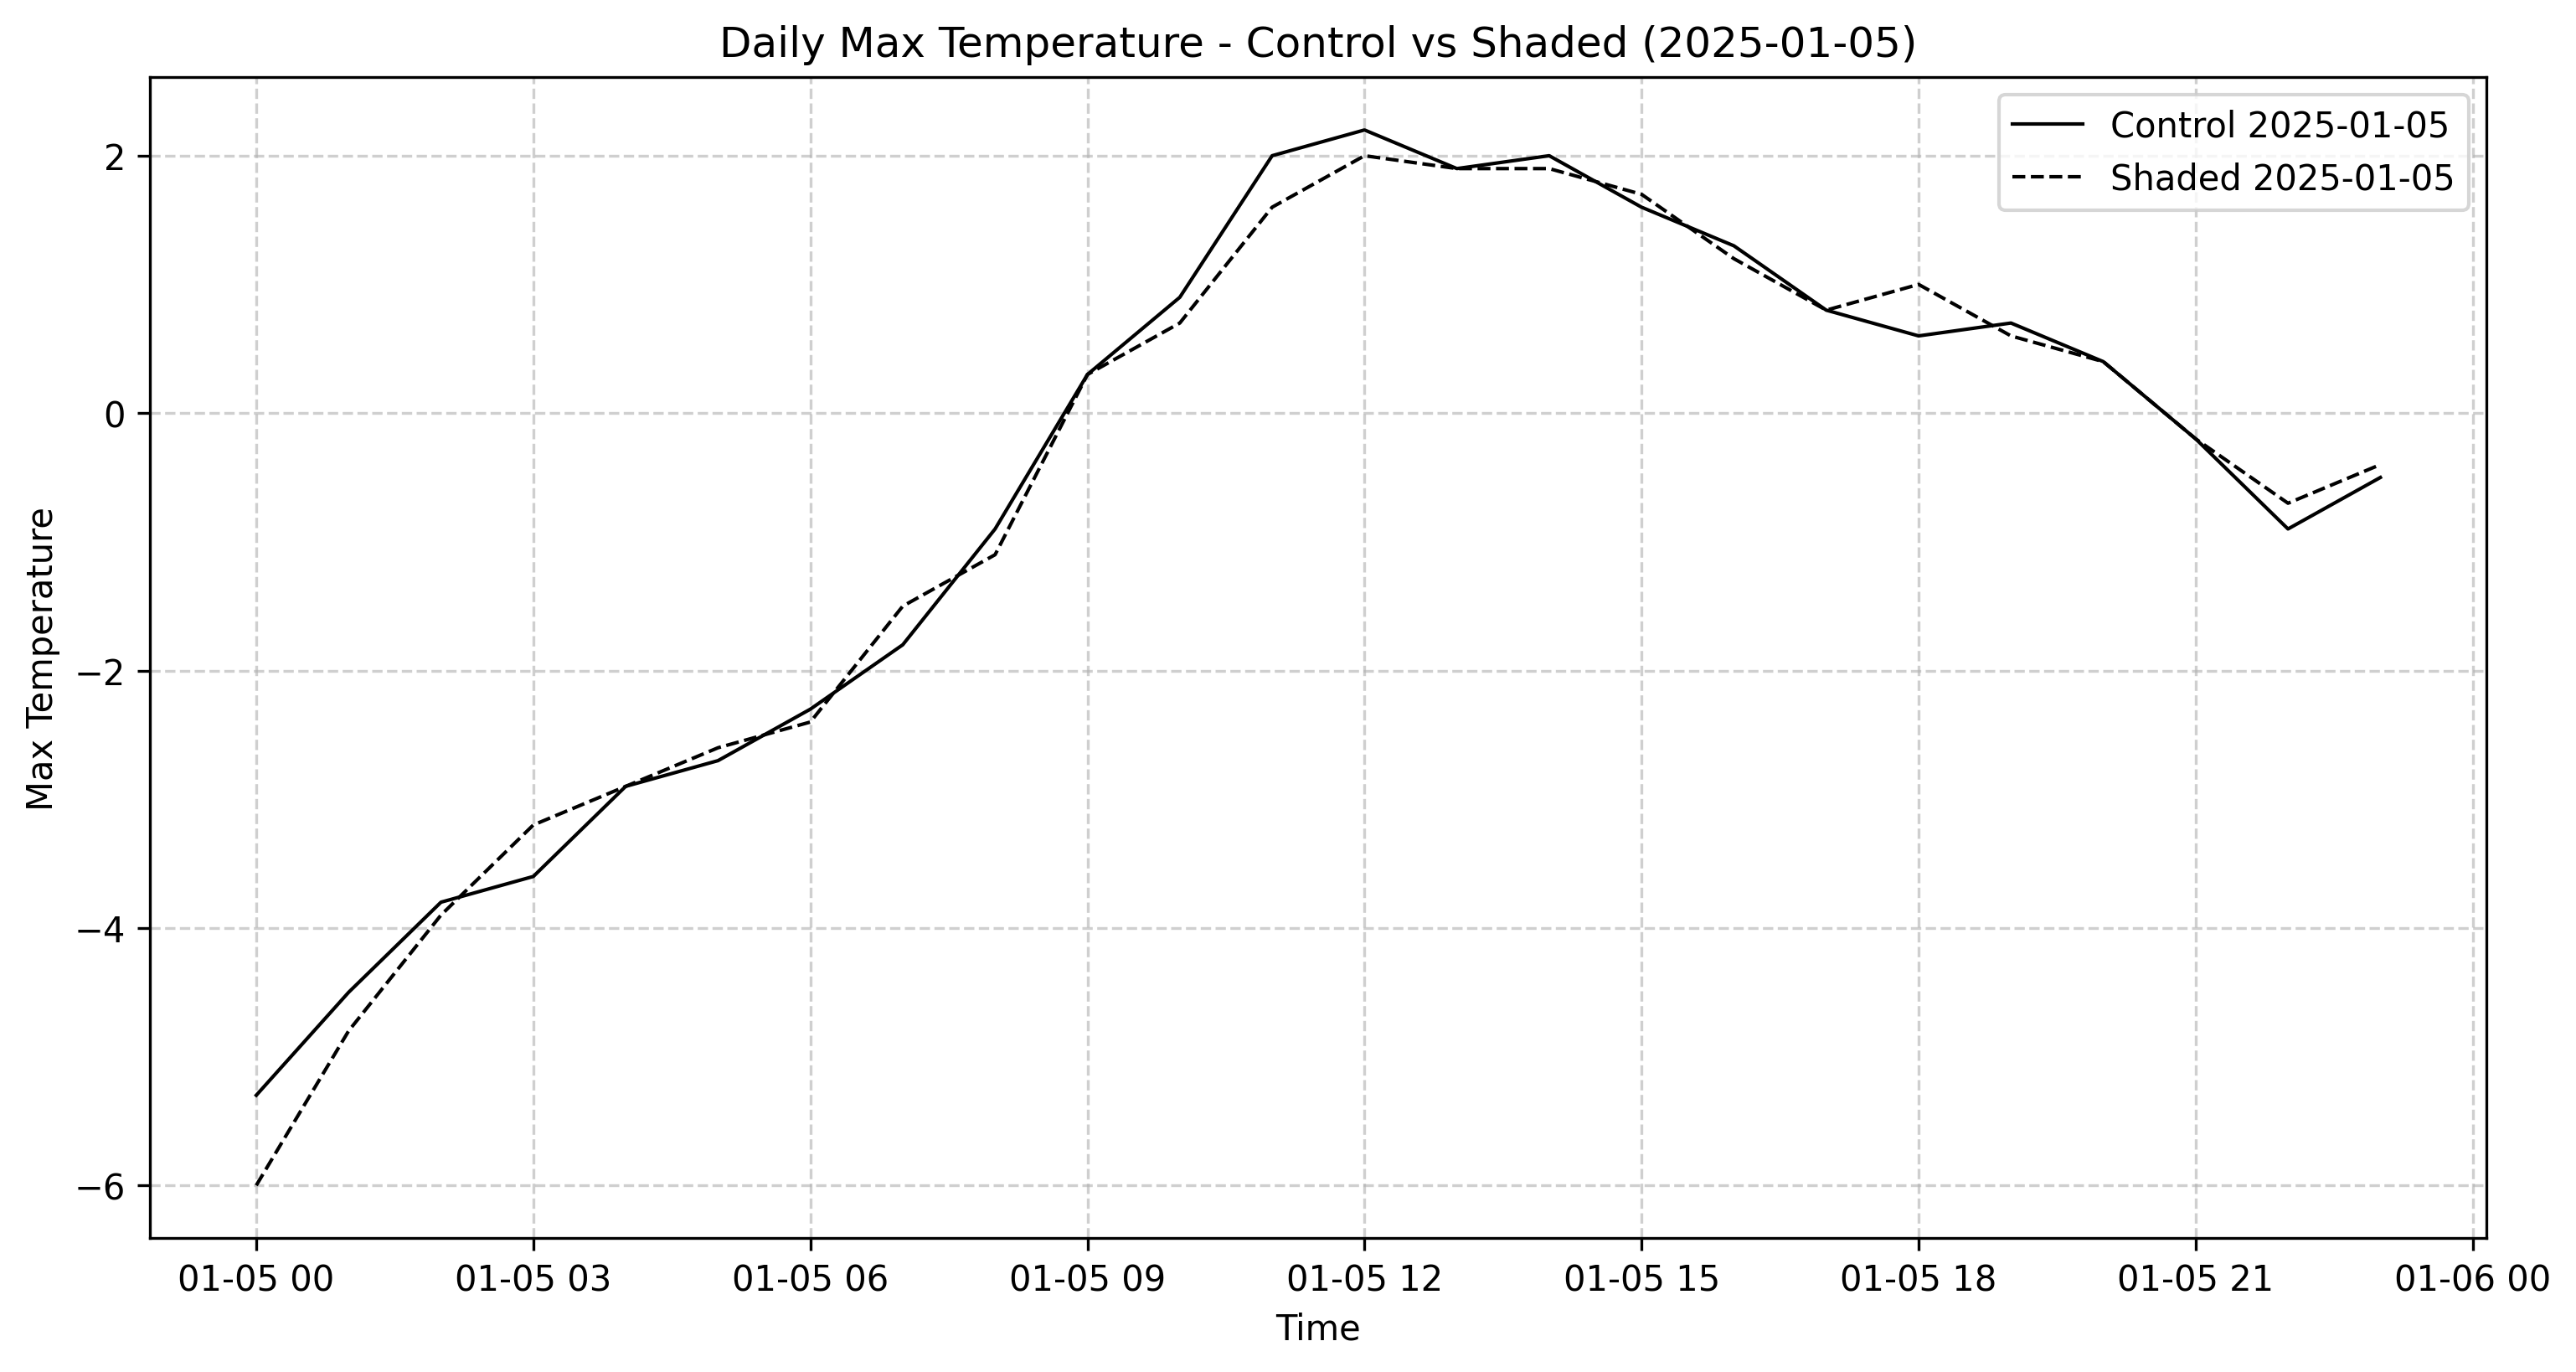 Daily Max Temperature - Control vs Shaded (2025-01-05)
Control 2025-01-05
Shaded 2025-01-05
Max Temperature
2
0
−2
−4
−6
01-05 00 01-05 03 01-05 06 01-05 09 01-05 12 01-05 15 01-05 18 01-05 21 01-06 00
Time